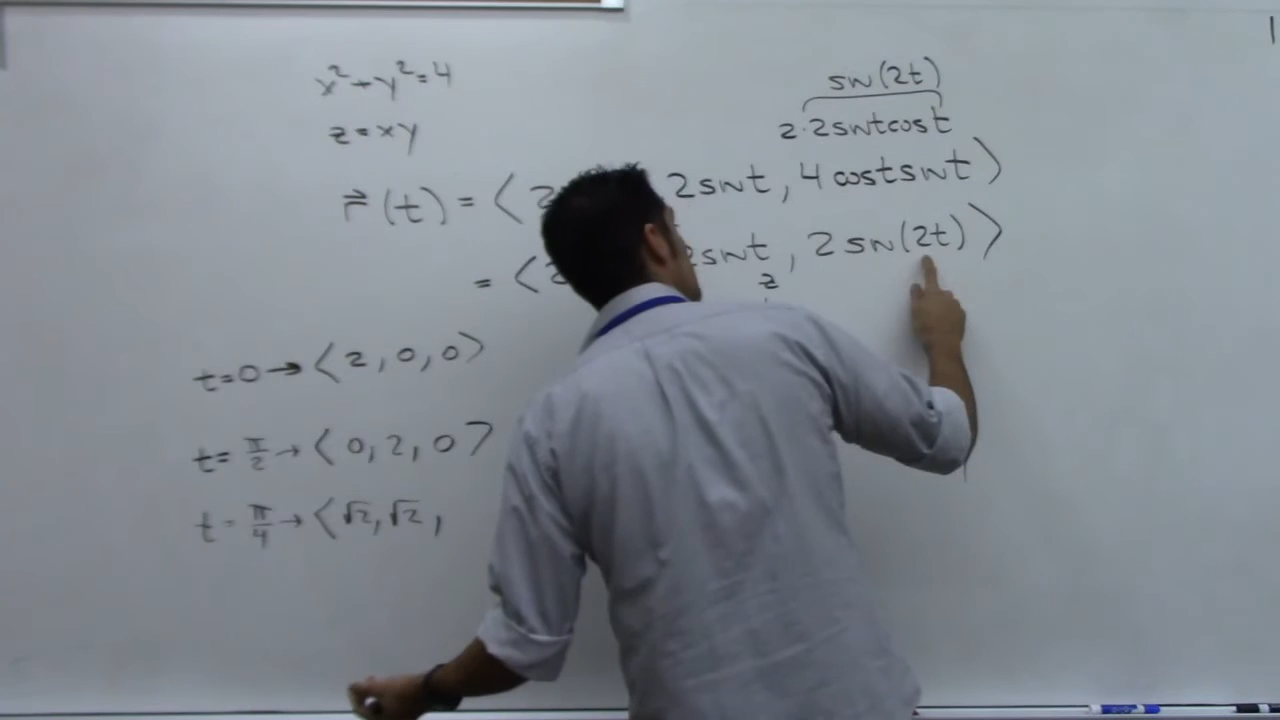 x²+y²=4
z=xy
sin(2t)
2·2sintcost
r⃗(t) = ⟨2 2sint, 4costsint⟩
= ⟨2 2sint, 2sin(2t)⟩
z
t=0→⟨2,0,0⟩
t=π/2→⟨0,2,0⟩
t=π/4→⟨√2,√2,